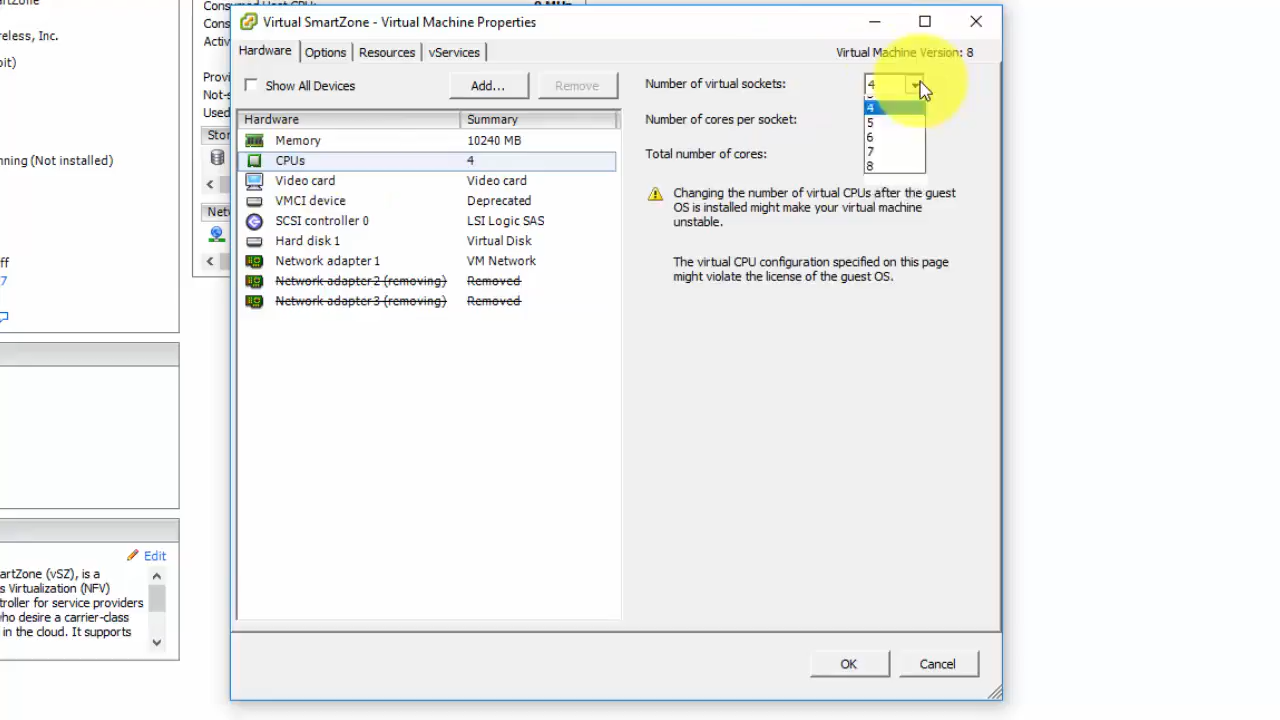 Virtual SmartZone - Virtual Machine Properties
Hardware
Options
Resources
vServices
Virtual Machine Version: 8
Show All Devices
Add...
Remove
Hardware
Summary
Memory
10240 MB
CPUs
4
Video card
Video card
VMCI device
Deprecated
SCSI controller 0
LSI Logic SAS
Hard disk 1
Virtual Disk
Network adapter 1
VM Network
Network adapter 2 (removing)
Removed
Network adapter 3 (removing)
Removed
Number of virtual sockets:
4
4
5
6
7
8
Number of cores per socket:
Total number of cores:
Changing the number of virtual CPUs after the guest
OS is installed might make your virtual machine
unstable.
The virtual CPU configuration specified on this page
might violate the license of the guest OS.
OK
Cancel
reless, Inc.
nning (Not installed)
Edit
artZone (vSZ), is a
s Virtualization (NFV)
troller for service providers
ho desire a carrier-class
in the cloud. It supports